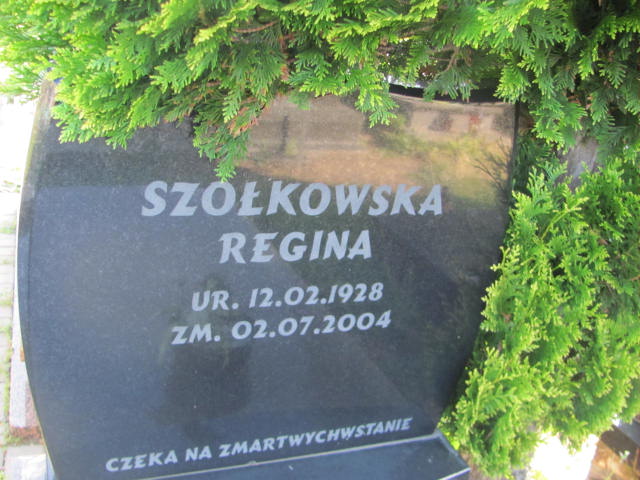 SZOŁKOWSKA
REGINA
UR. 12.02.1928
ZM. 02.07.2004
CZEKA NA ZMARTWYCHWSTANIE